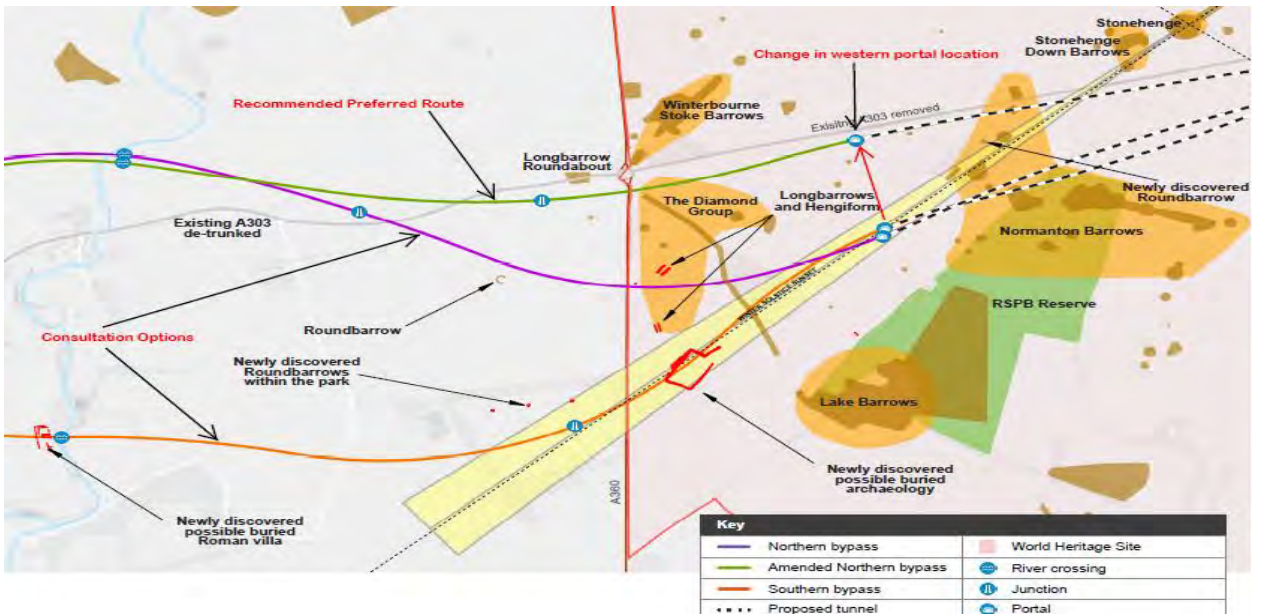 Stonehenge
Stonehenge
Down Barrows
Change in western portal location
Recommended Preferred Route
Winterbourne
Stoke Barrows
Exisitng A303 removed
Longbarrow
Roundabout
The Diamond
Group
Longbarrows
and Hengiform
Newly discovered
Roundbarrow
Existing A303
de-trunked
Normanton Barrows
RSPB Reserve
WINTER SOLSTICE SUNSET
Roundbarrow
Consultation Options
Newly discovered
Roundbarrows
within the park
Lake Barrows
Newly discovered
possible buried
archaeology
A360
Newly discovered
possible buried
Roman villa
Key
Northern bypass
World Heritage Site
Amended Northern bypass
River crossing
Southern bypass
Junction
Proposed tunnel
Portal